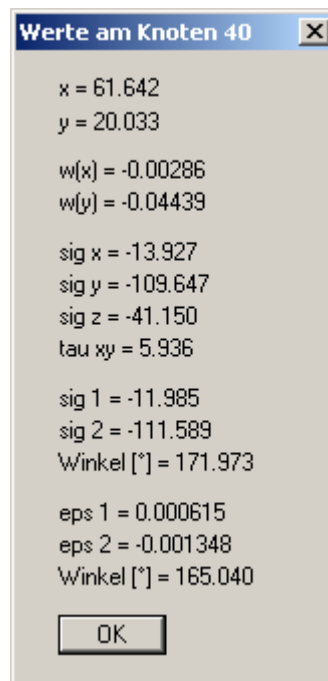 Werte am Knoten 40
x = 61.642
y = 20.033
w(x) = -0.00286
w(y) = -0.04439
sig x = -13.927
sig y = -109.647
sig z = -41.150
tau xy = 5.936
sig 1 = -11.985
sig 2 = -111.589
Winkel [°] = 171.973
eps 1 = 0.000615
eps 2 = -0.001348
Winkel [°] = 165.040
OK